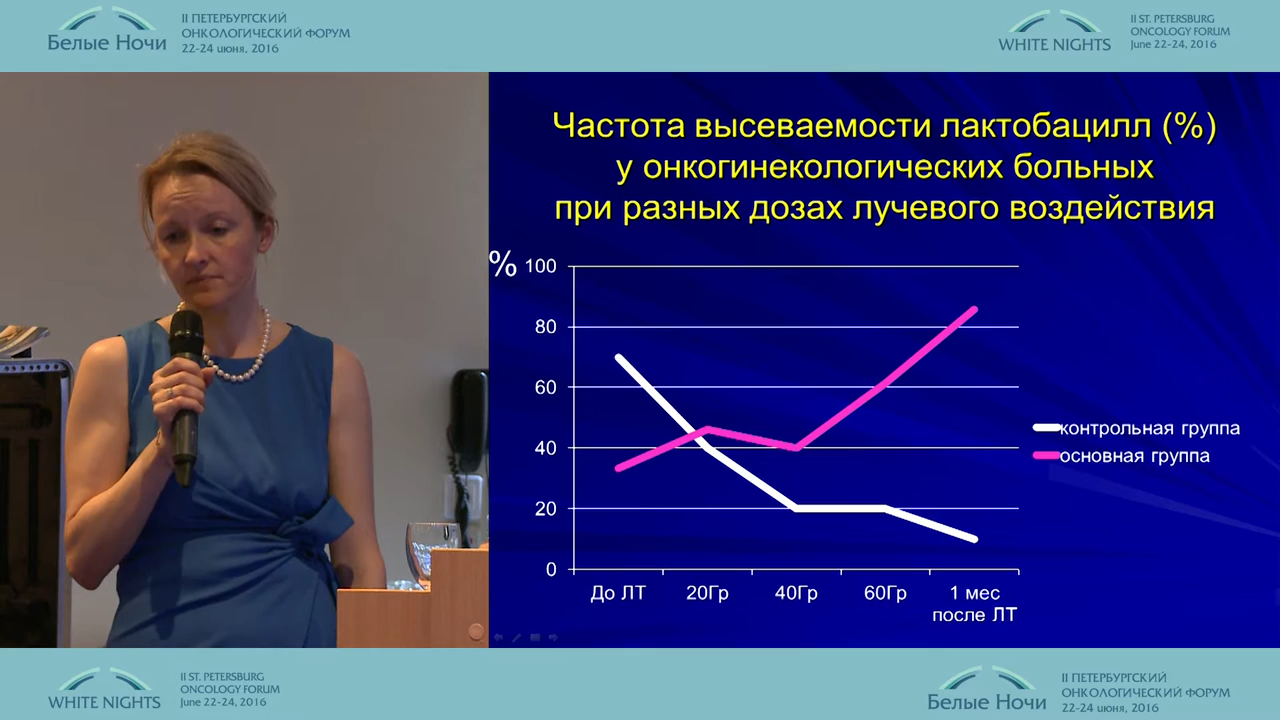 II ПЕТЕРБУРГСКИЙ
ОНКОЛОГИЧЕСКИЙ ФОРУМ
22-24 июня, 2016
Белые Ночи
II ST. PETERSBURG
ONCOLOGY FORUM
June 22-24, 2016
WHITE NIGHTS
Частота высеваемости лактобацилл (%)
у онкогинекологических больных
при разных дозах лучевого воздействия
%
100
80
60
40
20
0
До ЛТ
20Гр
40Гр
60Гр
1 мес
после ЛТ
контрольная группа
основная группа
II ST. PETERSBURG
ONCOLOGY FORUM
June 22-24, 2016
WHITE NIGHTS
II ПЕТЕРБУРГСКИЙ
ОНКОЛОГИЧЕСКИЙ ФОРУМ
22-24 июня, 2016
Белые Ночи